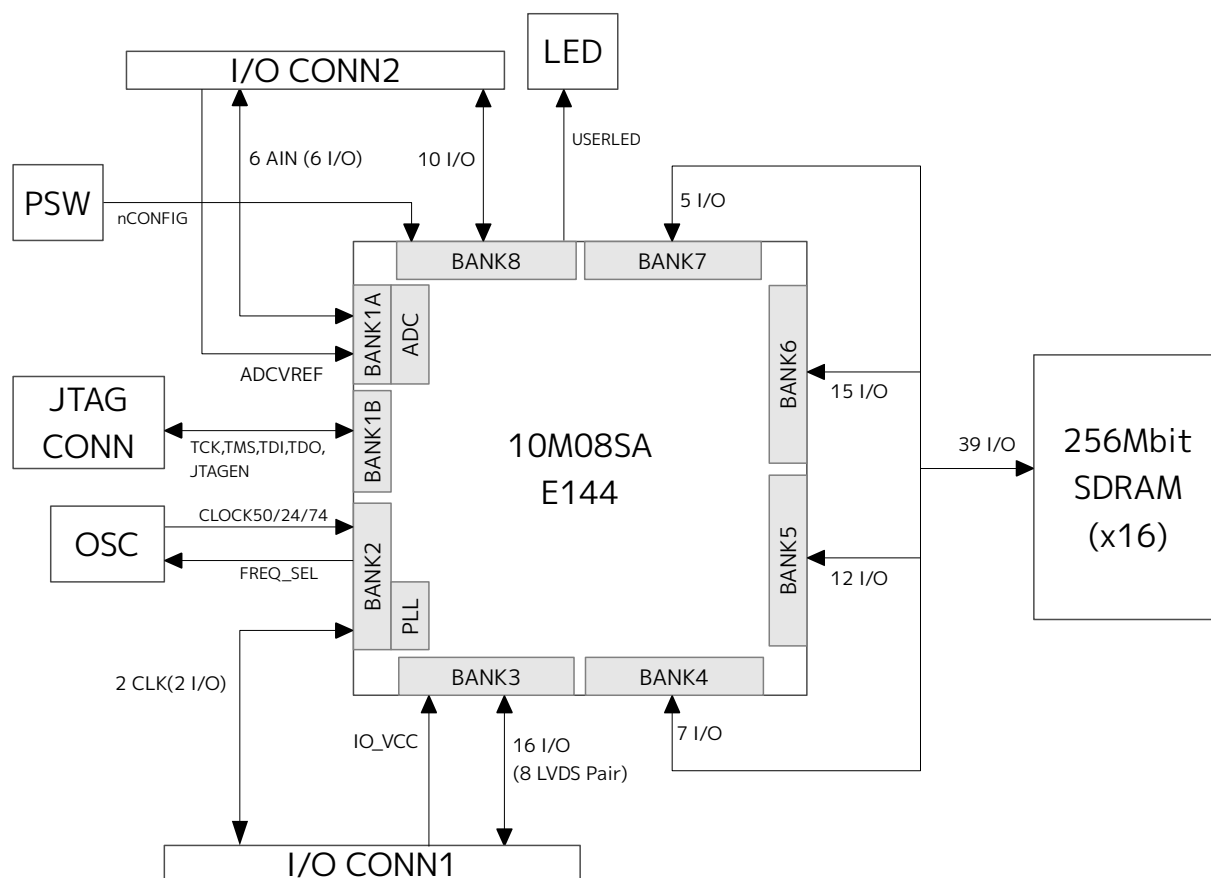 LED
I/O CONN2
USERLED
6 AIN (6 I/O)
10 I/O
5 I/O
PSW
nCONFIG
BANK8
BANK7
BANK1A
ADC
BANK6
ADCVREF
15 I/O
JTAG
CONN
TCK,TMS,TDI,TDO,
JTAGEN
BANK1B
10M08SA
E144
39 I/O
256Mbit
SDRAM
(x16)
OSC
CLOCK50/24/74
FREQ_SEL
BANK2
PLL
BANK5
12 I/O
2 CLK(2 I/O)
BANK3
BANK4
IO_VCC
16 I/O
(8 LVDS Pair)
7 I/O
I/O CONN1